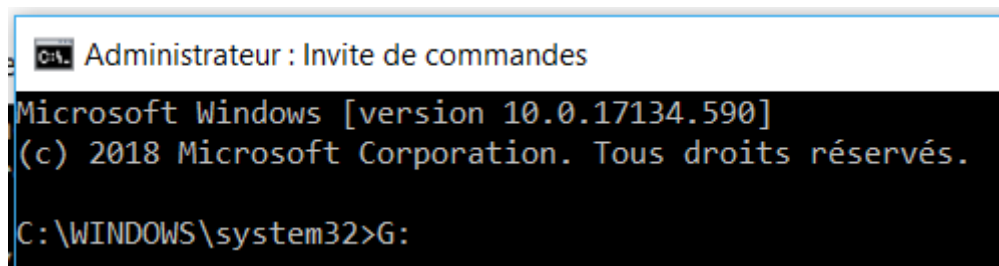 Administrateur : Invite de commandes
Microsoft Windows [version 10.0.17134.590]
(c) 2018 Microsoft Corporation. Tous droits réservés.
C:\WINDOWS\system32>G: